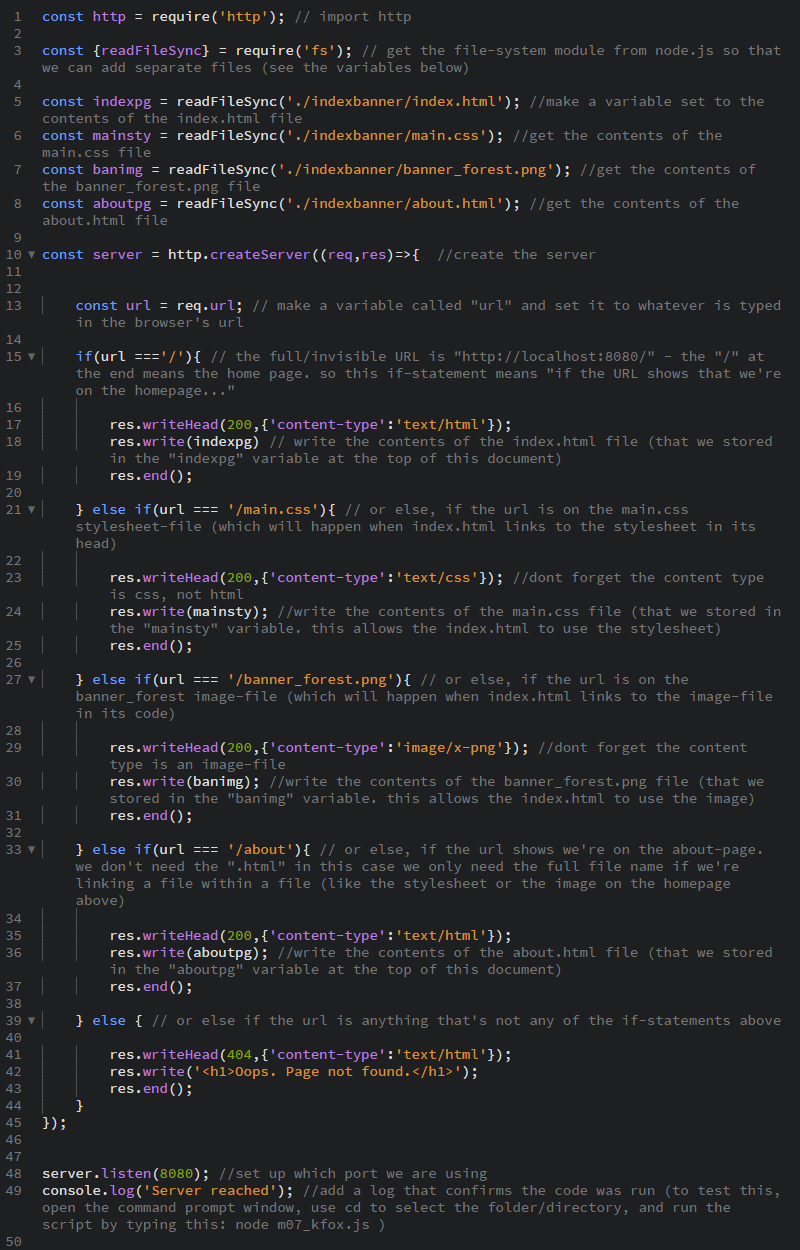 1 const http = require('http'); // import http
2
3 const {readFileSync} = require('fs'); // get the file-system module from node.js so that
we can add separate files (see the variables below)
4
5 const indexpg = readFileSync('./indexbanner/index.html'); //make a variable set to the
contents of the index.html file
6 const mainsty = readFileSync('./indexbanner/main.css'); //get the contents of the
main.css file
7 const banimg = readFileSync('./indexbanner/banner_forest.png'); //get the contents of
the banner_forest.png file
8 const aboutpg = readFileSync('./indexbanner/about.html'); //get the contents of the
about.html file
9
10 ▼ const server = http.createServer((req,res)=>{  //create the server
11
12
13 const url = req.url; // make a variable called "url" and set it to whatever is typed
in the browser's url
14
15 ▼ if(url ==='/'){ // the full/invisible URL is "http://localhost:8080/" - the "/" at
the end means the home page. so this if-statement means "if the URL shows that we're
on the homepage..."
16
17 res.writeHead(200,{'content-type':'text/html'});
18 res.write(indexpg) // write the contents of the index.html file (that we stored
in the "indexpg" variable at the top of this document)
19 res.end();
20
21 ▼ } else if(url === '/main.css'){ // or else, if the url is on the main.css
stylesheet-file (which will happen when index.html links to the stylesheet in its
head)
22
23 res.writeHead(200,{'content-type':'text/css'}); //dont forget the content type
is css, not html
24 res.write(mainsty); //write the contents of the main.css file (that we stored in
the "mainsty" variable. this allows the index.html to use the stylesheet)
25 res.end();
26
27 ▼ } else if(url === '/banner_forest.png'){ // or else, if the url is on the
banner_forest image-file (which will happen when index.html links to the image-file
in its code)
28
29 res.writeHead(200,{'content-type':'image/x-png'}); //dont forget the content
type is an image-file
30 res.write(banimg); //write the contents of the banner_forest.png file (that we
stored in the "banimg" variable. this allows the index.html to use the image)
31 res.end();
32
33 ▼ } else if(url === '/about'){ // or else, if the url shows we're on the about-page.
we don't need the ".html" in this case we only need the full file name if we're
linking a file within a file (like the stylesheet or the image on the homepage
above)
34
35 res.writeHead(200,{'content-type':'text/html'});
36 res.write(aboutpg); //write the contents of the about.html file (that we stored
in the "aboutpg" variable at the top of this document)
37 res.end();
38
39 ▼ } else { // or else if the url is anything that's not any of the if-statements above
40
41 res.writeHead(404,{'content-type':'text/html'});
42 res.write('<h1>Oops. Page not found.</h1>');
43 res.end();
44 }
45 });
46
47
48 server.listen(8080); //set up which port we are using
49 console.log('Server reached'); //add a log that confirms the code was run (to test this,
open the command prompt window, use cd to select the folder/directory, and run the
script by typing this: node m07_kfox.js )
50